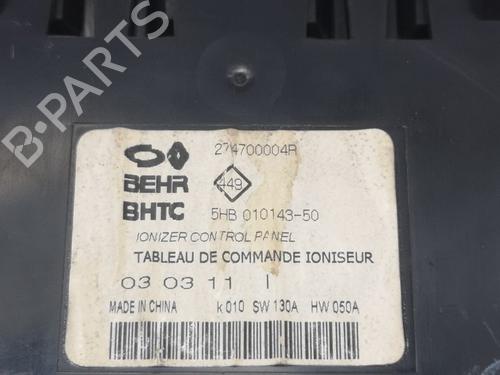 274700004R
BEHR 449
BHTC 5HB 010143-50
IONIZER CONTROL PANEL
TABLEAU DE COMMANDE IONISEUR
03 03 11 I
MADE IN CHINA k 010 SW 130A HW 050A
B-PARTS